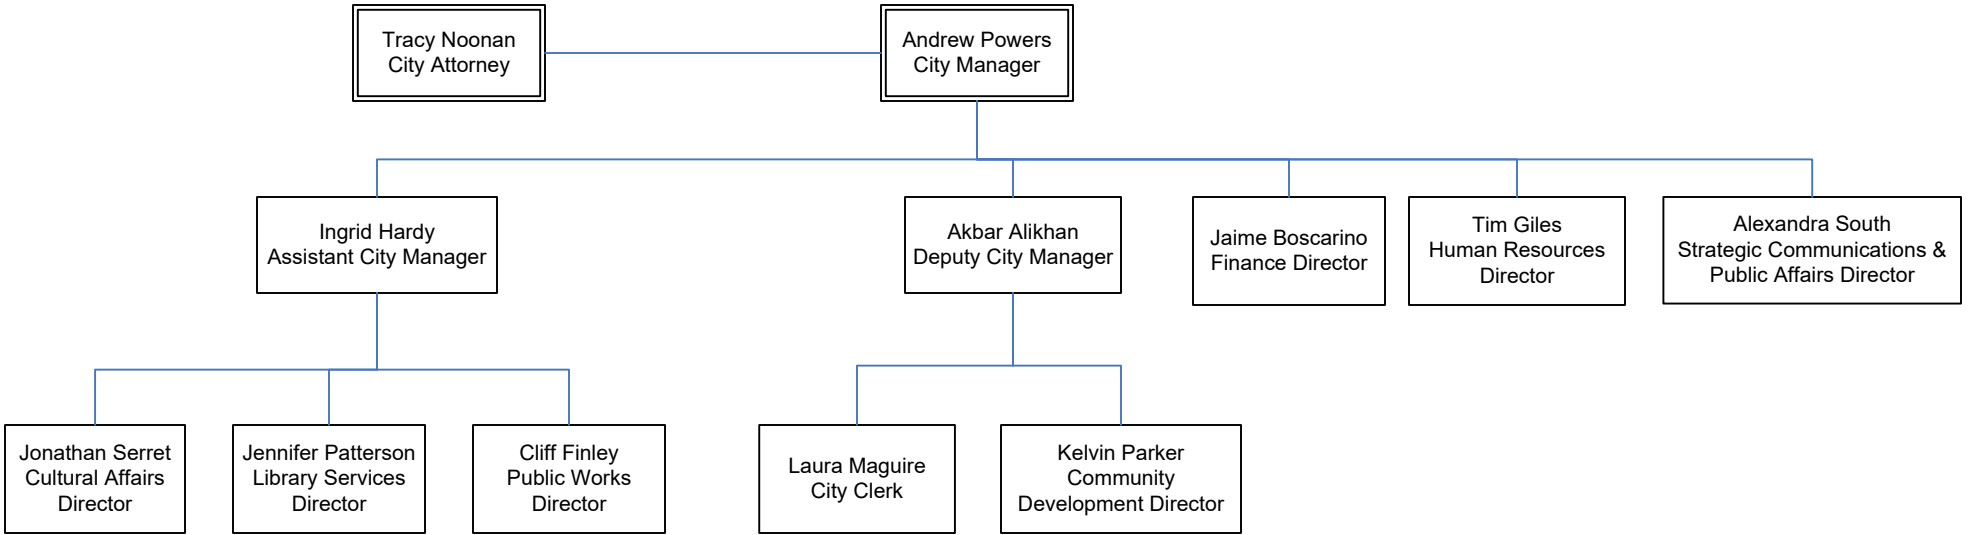 Tracy Noonan
City Attorney
Andrew Powers
City Manager
Ingrid Hardy
Assistant City Manager
Akbar Alikhan
Deputy City Manager
Jaime Boscarino
Finance Director
Tim Giles
Human Resources
Director
Alexandra South
Strategic Communications &
Public Affairs Director
Jonathan Serret
Cultural Affairs
Director
Jennifer Patterson
Library Services
Director
Cliff Finley
Public Works
Director
Laura Maguire
City Clerk
Kelvin Parker
Community
Development Director